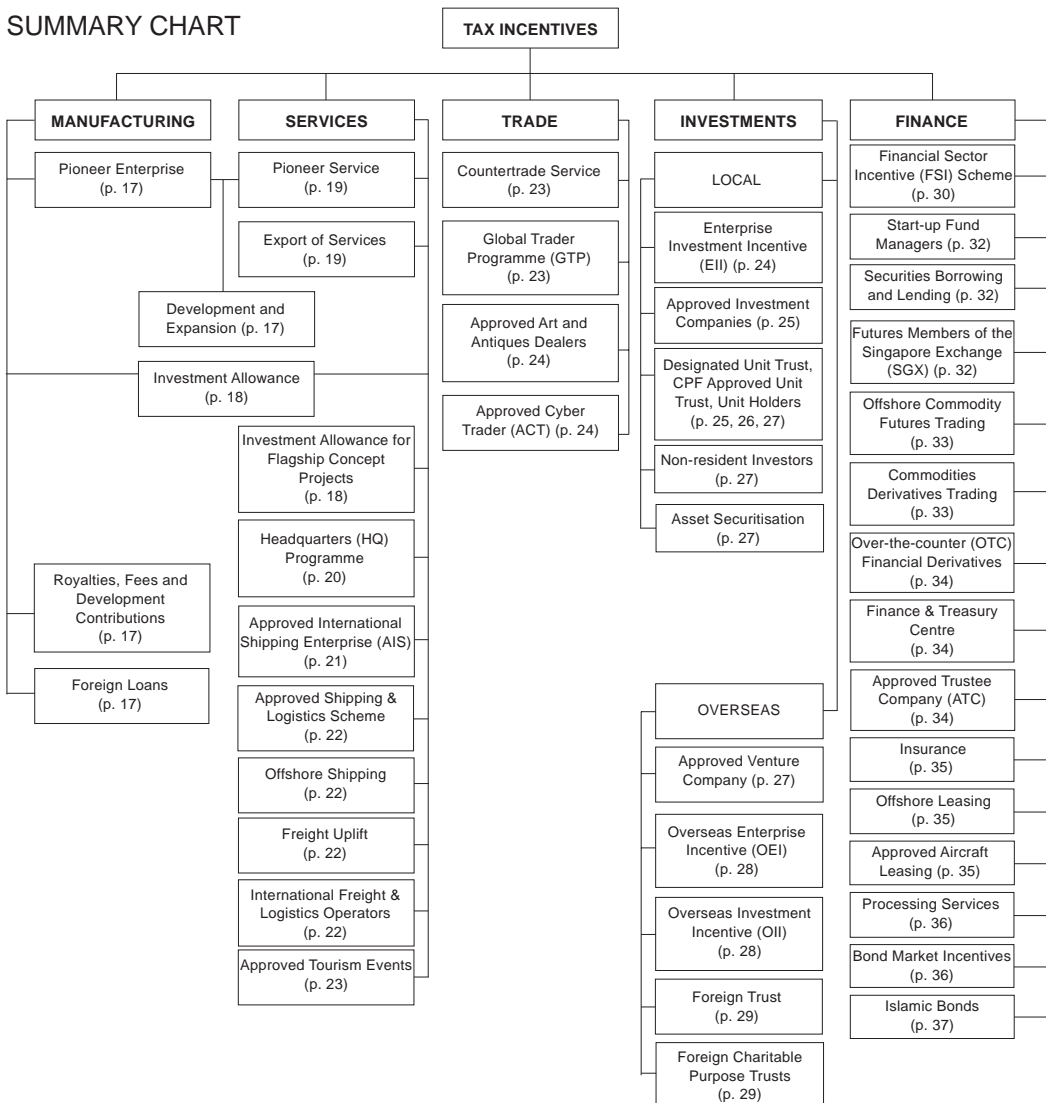 SUMMARY CHART
TAX INCENTIVES
MANUFACTURING
Pioneer Enterprise
(p. 17)
Development and
Expansion (p. 17)
Investment Allowance
(p. 18)
Royalties, Fees and
Development
Contributions
(p. 17)
Foreign Loans
(p. 17)
SERVICES
Pioneer Service
(p. 19)
Export of Services
(p. 19)
Investment Allowance for
Flagship Concept
Projects
(p. 18)
Headquarters (HQ)
Programme
(p. 20)
Approved International
Shipping Enterprise (AIS)
(p. 21)
Approved Shipping &
Logistics Scheme
(p. 22)
Offshore Shipping
(p. 22)
Freight Uplift
(p. 22)
International Freight &
Logistics Operators
(p. 22)
Approved Tourism Events
(p. 23)
TRADE
Countertrade Service
(p. 23)
Global Trader
Programme (GTP)
(p. 23)
Approved Art and
Antiques Dealers
(p. 24)
Approved Cyber
Trader (ACT) (p. 24)
INVESTMENTS
LOCAL
Enterprise
Investment Incentive
(EII) (p. 24)
Approved Investment
Companies (p. 25)
Designated Unit Trust,
CPF Approved Unit
Trust, Unit Holders
(p. 25, 26, 27)
Non-resident Investors
(p. 27)
Asset Securitisation
(p. 27)
OVERSEAS
Approved Venture
Company (p. 27)
Overseas Enterprise
Incentive (OEI)
(p. 28)
Overseas Investment
Incentive (OII)
(p. 28)
Foreign Trust
(p. 29)
Foreign Charitable
Purpose Trusts
(p. 29)
FINANCE
Financial Sector
Incentive (FSI) Scheme
(p. 30)
Start-up Fund
Managers (p. 32)
Securities Borrowing
and Lending (p. 32)
Futures Members of the
Singapore Exchange
(SGX) (p. 32)
Offshore Commodity
Futures Trading
(p. 33)
Commodities
Derivatives Trading
(p. 33)
Over-the-counter (OTC)
Financial Derivatives
(p. 34)
Finance & Treasury
Centre
(p. 34)
Approved Trustee
Company (ATC)
(p. 34)
Insurance
(p. 35)
Offshore Leasing
(p. 35)
Approved Aircraft
Leasing (p. 35)
Processing Services
(p. 36)
Bond Market Incentives
(p. 36)
Islamic Bonds
(p. 37)